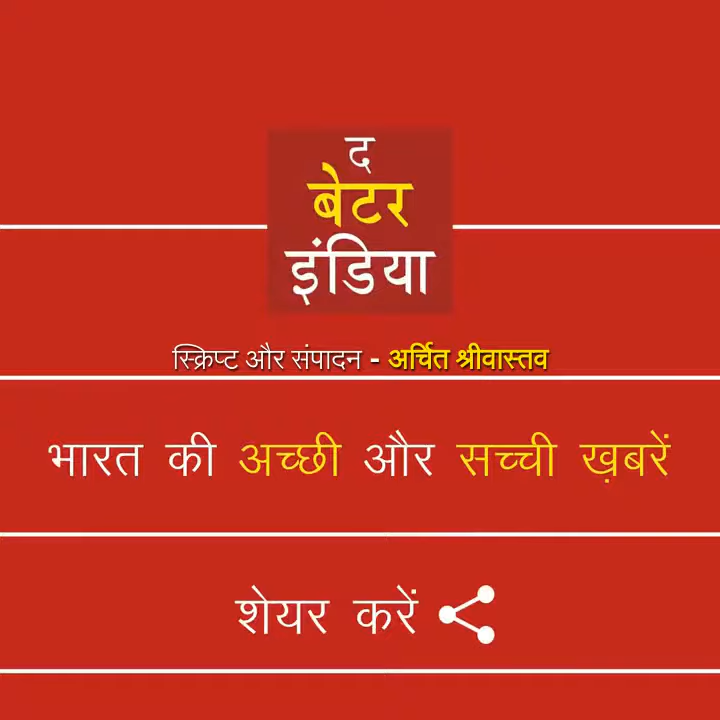 द
बेटर
इंडिया
स्क्रिप्ट और संपादन - अर्चित श्रीवास्तव
भारत की अच्छी और सच्ची ख़बरें
शेयर करें